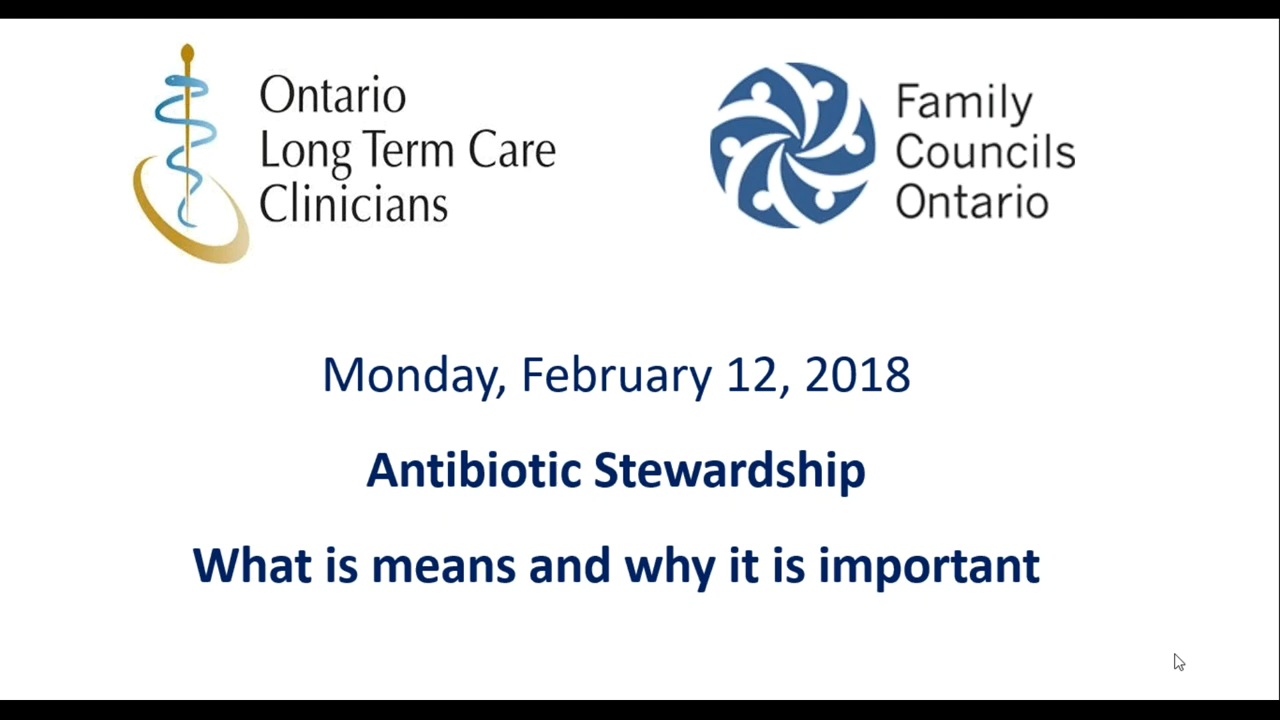 Ontario
Long Term Care
Clinicians
Family
Councils
Ontario
Monday, February 12, 2018
Antibiotic Stewardship
What is means and why it is important